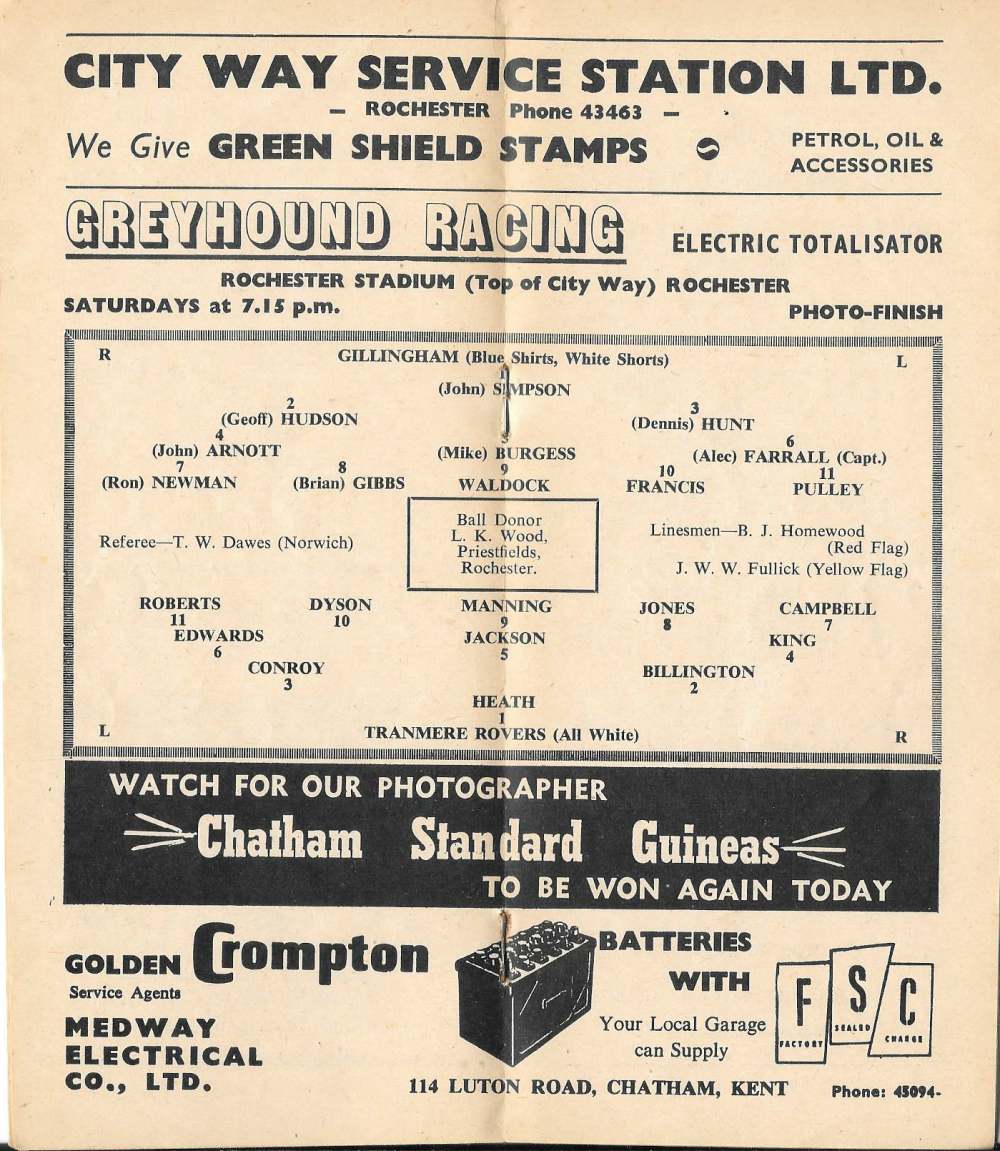 CITY WAY SERVICE STATION LTD.
— ROCHESTER Phone 43463 —
We Give GREEN SHIELD STAMPS
PETROL, OIL &
ACCESSORIES
GREYHOUND RACING
ELECTRIC TOTALISATOR
ROCHESTER STADIUM (Top of City Way) ROCHESTER
SATURDAYS at 7.15 p.m.
PHOTO-FINISH
R GILLINGHAM (Blue Shirts, White Shorts) L
1
(John) SIMPSON
2 3
(Geoff) HUDSON (Dennis) HUNT
4 5 6
(John) ARNOTT (Mike) BURGESS (Alec) FARRALL (Capt.)
7 8 9 10 11
(Ron) NEWMAN (Brian) GIBBS WALDOCK FRANCIS PULLEY
Ball Donor
L. K. Wood,
Priestfields,
Rochester.
Referee—T. W. Dawes (Norwich)
Linesmen—B. J. Homewood
(Red Flag)
J. W. W. Fullick (Yellow Flag)
ROBERTS DYSON MANNING JONES CAMPBELL
11 10 9 8 7
EDWARDS JACKSON KING
6 5 4
CONROY BILLINGTON
3 2
HEATH
1
L TRANMERE ROVERS (All White) R
WATCH FOR OUR PHOTOGRAPHER
Chatham Standard Guineas
TO BE WON AGAIN TODAY
GOLDEN Crompton BATTERIES
Service Agents
WITH
F S C
FACTORY SEALED CHARGE
MEDWAY
ELECTRICAL
CO., LTD.
Your Local Garage
can Supply
114 LUTON ROAD, CHATHAM, KENT
Phone: 45094-